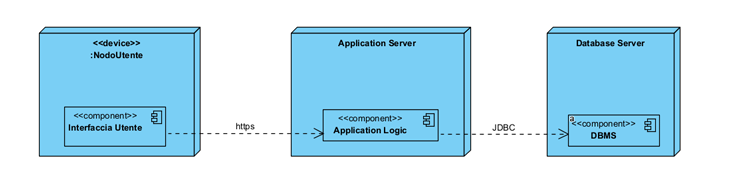 <<device>>
:NodoUtente
<<component>>
Interfaccia Utente
https
Application Server
<<component>>
Application Logic
JDBC
Database Server
a
<<component>>
DBMS